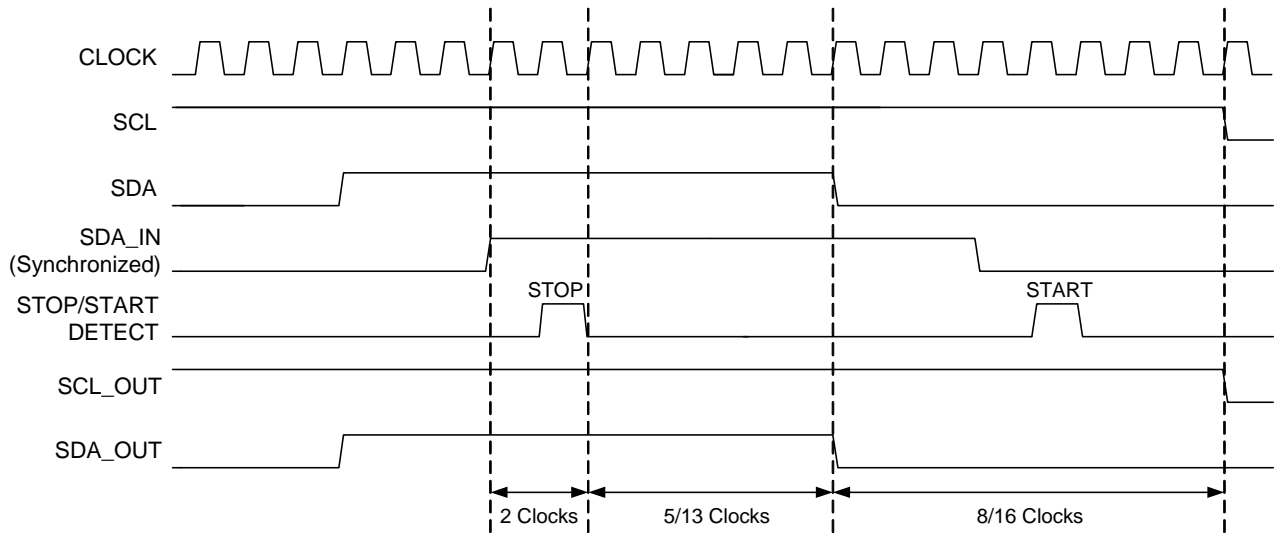 CLOCK
SCL
SDA
SDA_IN
(Synchronized)
STOP
START
STOP/START
DETECT
SCL_OUT
SDA_OUT
2 Clocks
5/13 Clocks
8/16 Clocks